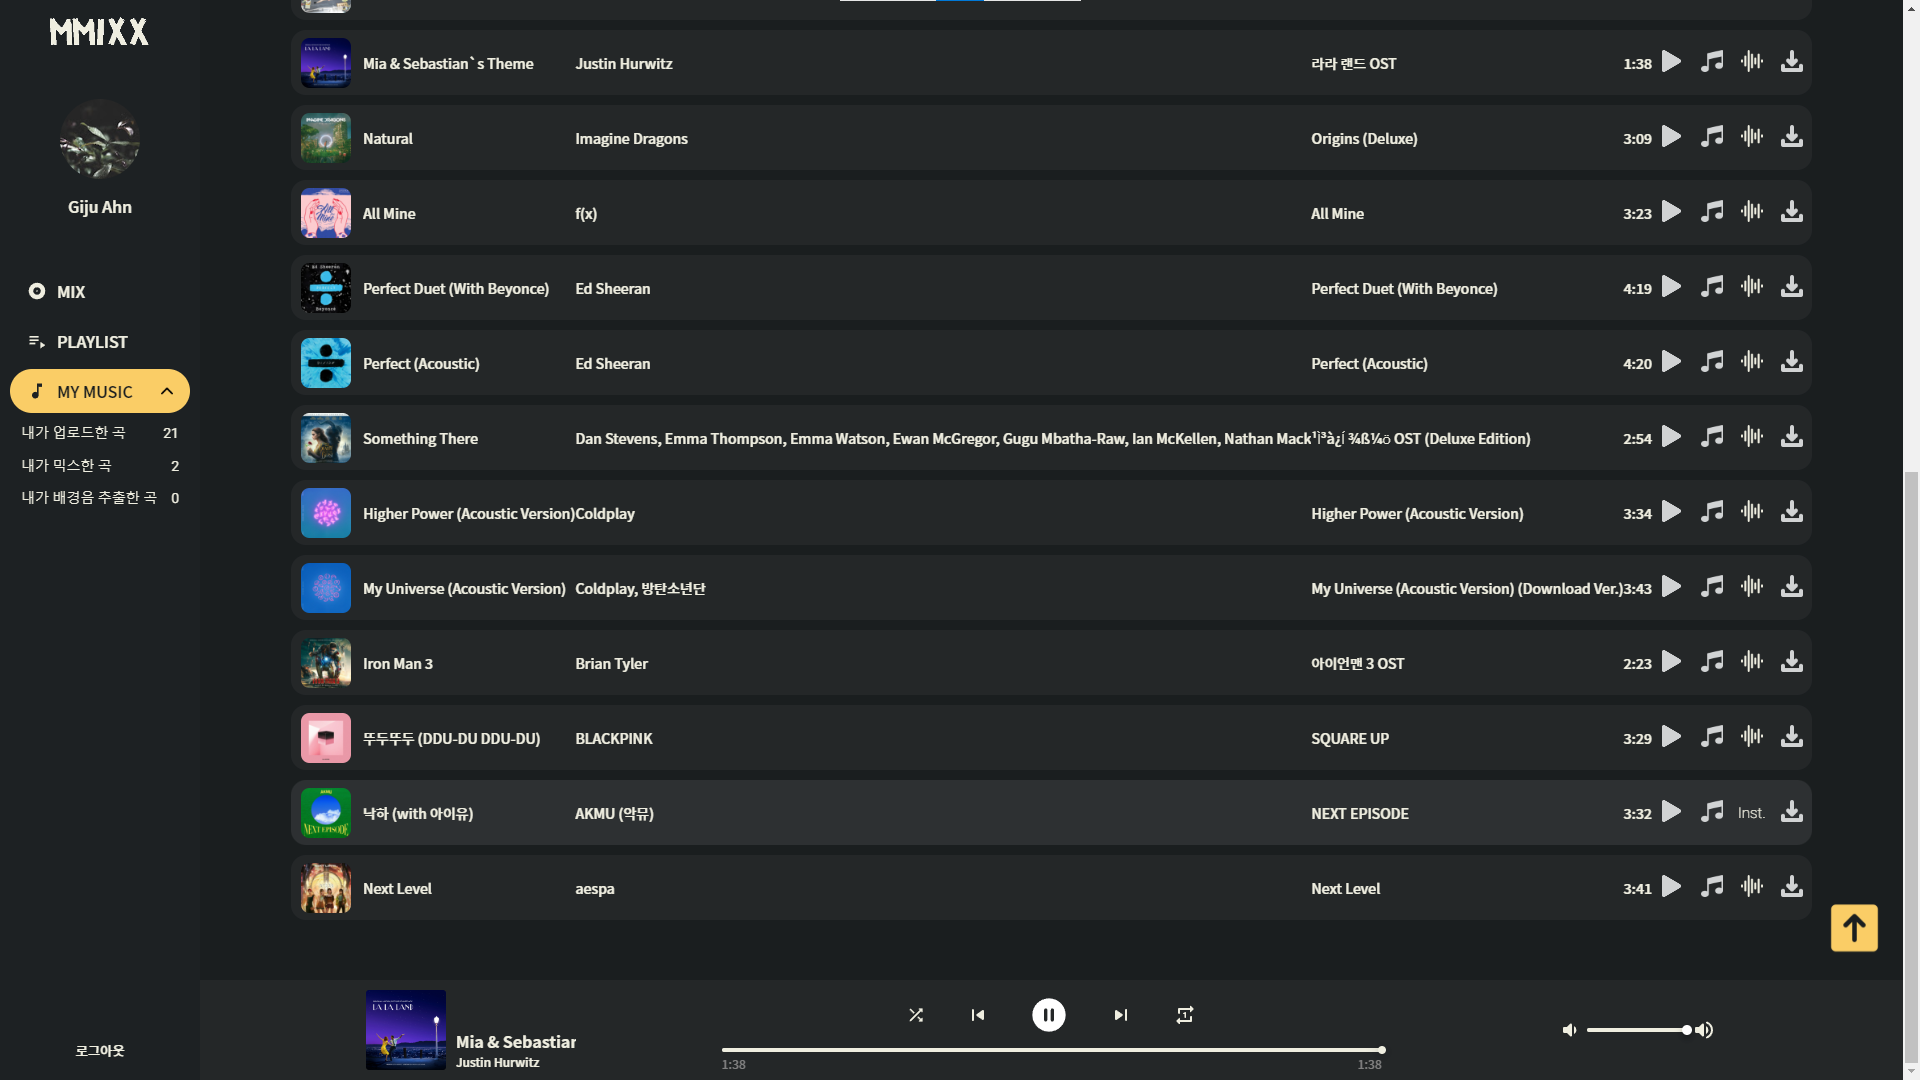 MMIXX
Giju Ahn
MIX
PLAYLIST
MY MUSIC
내가 업로드한 곡 21
내가 믹스한 곡 2
내가 배경음 추출한 곡 0
로그아웃
Mia & Sebastian`s Theme Justin Hurwitz 라라 랜드 OST 1:38
Natural Imagine Dragons Origins (Deluxe) 3:09
All Mine f(x) All Mine 3:23
Perfect Duet (With Beyonce) Ed Sheeran Perfect Duet (With Beyonce) 4:19
Perfect (Acoustic) Ed Sheeran Perfect (Acoustic) 4:20
Something There Dan Stevens, Emma Thompson, Emma Watson, Ewan McGregor, Gugu Mbatha-Raw, Ian McKellen, Nathan Mack¹Ì³à¿Í ¾ß¼ö OST (Deluxe Edition) 2:54
Higher Power (Acoustic Version) Coldplay Higher Power (Acoustic Version) 3:34
My Universe (Acoustic Version) Coldplay, 방탄소년단 My Universe (Acoustic Version) (Download Ver.) 3:43
Iron Man 3 Brian Tyler 아이언맨 3 OST 2:23
뚜두뚜두 (DDU-DU DDU-DU) BLACKPINK SQUARE UP 3:29
낙하 (with 아이유) AKMU (악뮤) NEXT EPISODE 3:32 Inst.
Next Level aespa Next Level 3:41
LA LA LAND
Mia & Sebastian
Justin Hurwitz
1:38 1:38